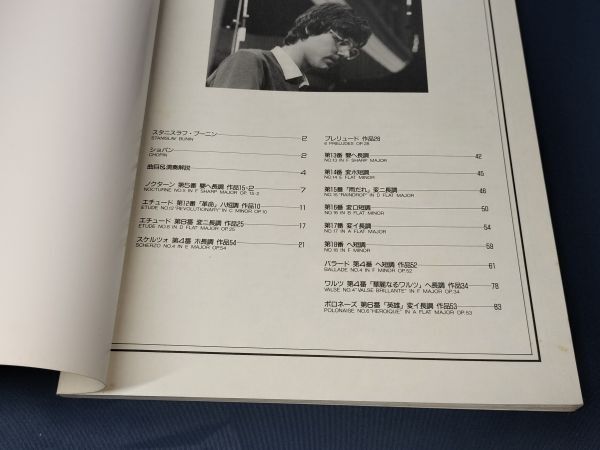 スタニスラフ・ブーニン 2
STANISLAV BUNIN
ショパン 2
CHOPIN
曲目&演奏解説 4
ノクターン 第5番 嬰ヘ長調 作品15-2 7
NOCTURNE NO.5 IN F SHARP MAJOR OP.15-2
エチュード 第12番「革命」ハ短調 作品10 11
ETUDE NO.12 "REVOLUTIONARY" IN C MINOR OP.10
エチュード 第8番 変ニ長調 作品25 17
ETUDE NO.8 IN D FLAT MAJOR OP.25
スケルツォ 第4番 ホ長調 作品54 21
SCHERZO NO.4 IN E MAJOR OP.54
プレリュード 作品28
6 PRELUDES OP.28
第13番 嬰ヘ長調 42
NO.13 IN F SHARP MAJOR
第14番 変ホ短調 45
NO.14 E FLAT MINOR
第15番「雨だれ」変ニ長調 46
NO.15 "RAINDROP" IN D FLAT MAJOR
第16番 変ロ短調 50
NO.16 IN B FLAT MINOR
第17番 変イ長調 54
NO.17 IN A FLAT MAJOR
第18番 ヘ短調 59
NO.18 IN F MINOR
バラード 第4番 ヘ短調 作品52 61
BALLADE NO.4 IN F MINOR OP.52
ワルツ 第4番「華麗なるワルツ」ヘ長調 作品34 78
VALSE NO.4 "VALSE BRILLANTE" IN F MAJOR OP.34
ポロネーズ 第6番「英雄」変イ長調 作品53 83
POLONAISE NO.6 "HEROIQUE" IN A FLAT MAJOR OP.53